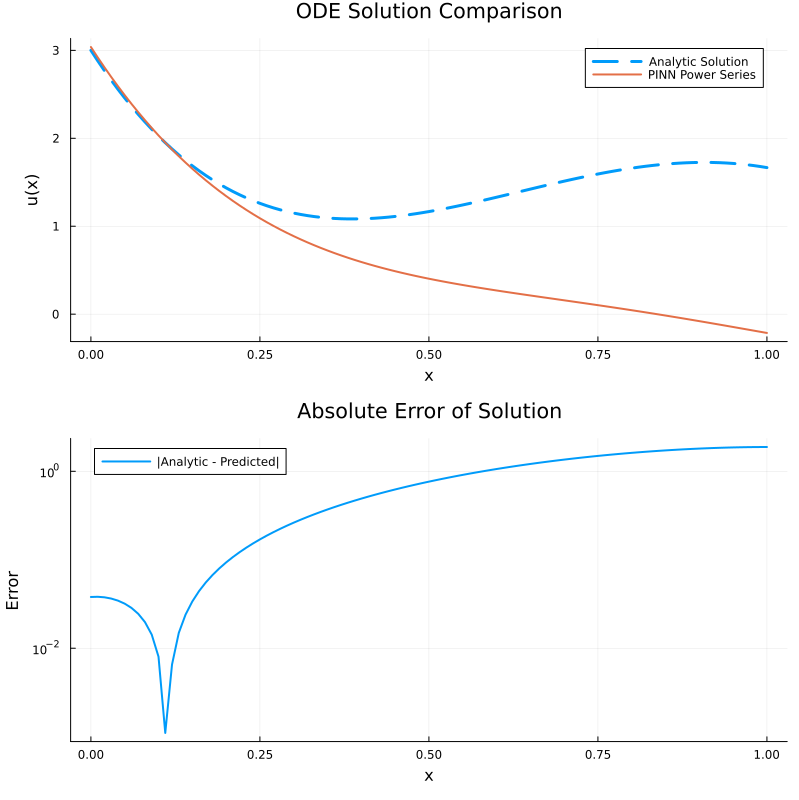 ODE Solution Comparison
u(x)
3
2
1
0
Analytic Solution
PINN Power Series
0.00 0.25 0.50 0.75 1.00
x
Absolute Error of Solution
Error
10⁰
10⁻²
|Analytic - Predicted|
0.00 0.25 0.50 0.75 1.00
x